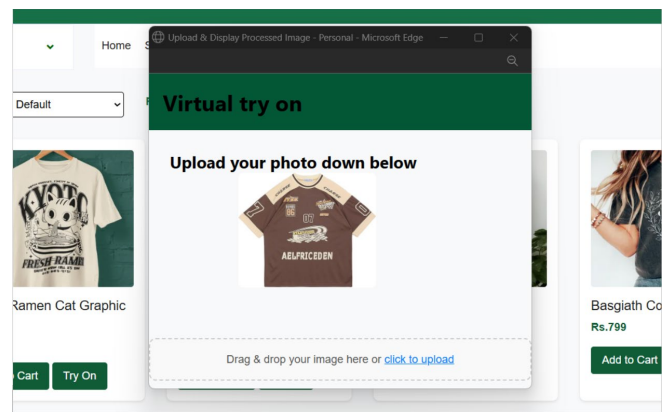 Upload & Display Processed Image - Personal - Microsoft Edge
Home
Default
Virtual try on
Upload your photo down below
07
AELFRICEDEN
KYOTO
FRESH RAMEN
Ramen Cat Graphic
Cart
Try On
Drag & drop your image here or click to upload
Basgiath Co
Rs.799
Add to Cart